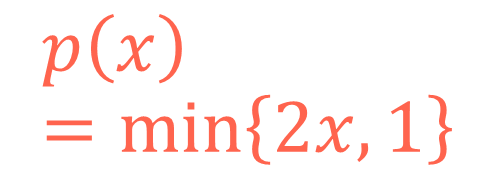 p(x)
= min{2x, 1}